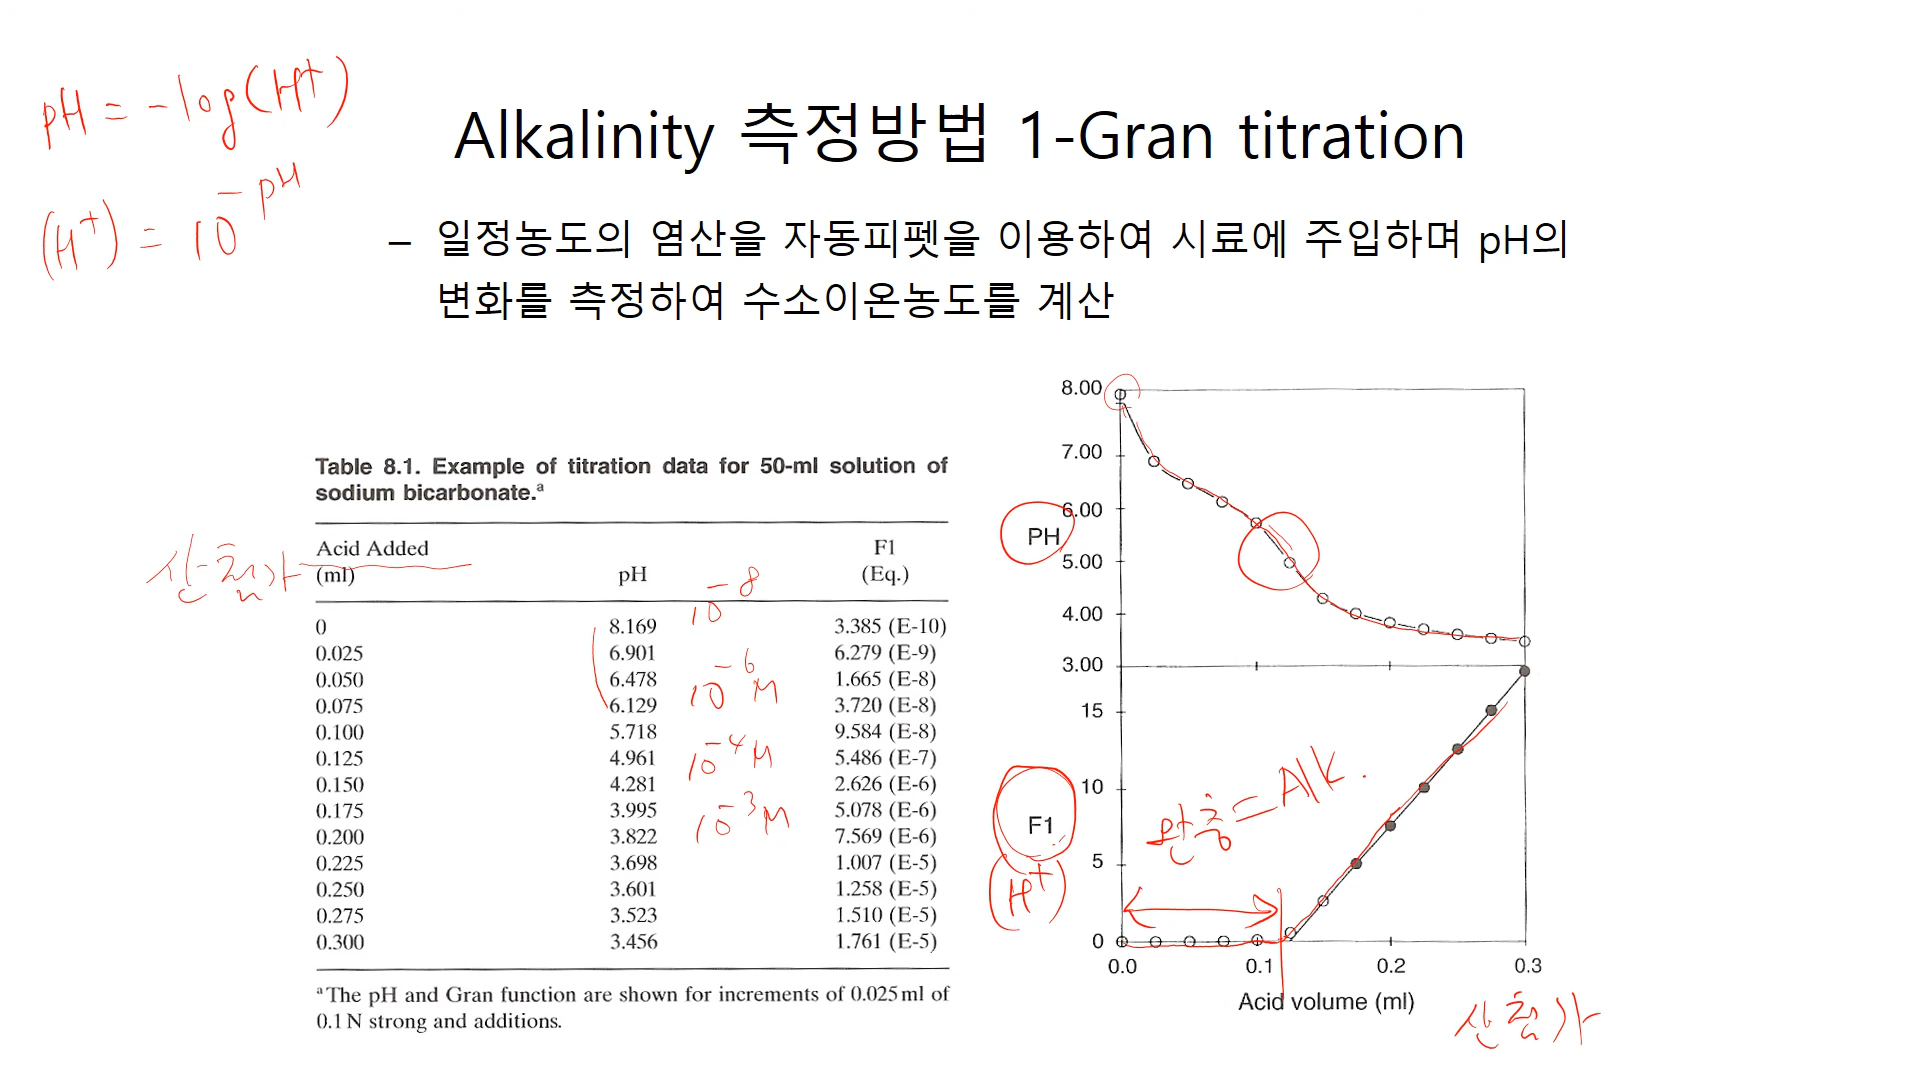 pH = -log(H+)
(H+) = 10^-pH
Alkalinity 측정방법 1-Gran titration
– 일정농도의 염산을 자동피펫을 이용하여 시료에 주입하며 pH의
변화를 측정하여 수소이온농도를 계산
Table 8.1. Example of titration data for 50-ml solution of
sodium bicarbonate.ᵃ
산 첨가
Acid Added F1
(ml) pH (Eq.)
0 8.169 3.385 (E-10)
0.025 6.901 6.279 (E-9)
0.050 6.478 1.665 (E-8)
0.075 6.129 3.720 (E-8)
0.100 5.718 9.584 (E-8)
0.125 4.961 5.486 (E-7)
0.150 4.281 2.626 (E-6)
0.175 3.995 5.078 (E-6)
0.200 3.822 7.569 (E-6)
0.225 3.698 1.007 (E-5)
0.250 3.601 1.258 (E-5)
0.275 3.523 1.510 (E-5)
0.300 3.456 1.761 (E-5)
10^-8
10^-6 M
10^-4 M
10^-3 M
ᵃThe pH and Gran function are shown for increments of 0.025 ml of
0.1 N strong and additions.
8.00
7.00
6.00
PH
5.00
4.00
3.00
15
10
F1
(H+)
5
0
완충 = Alk.
0.0 0.1 0.2 0.3
Acid volume (ml)
산 첨가